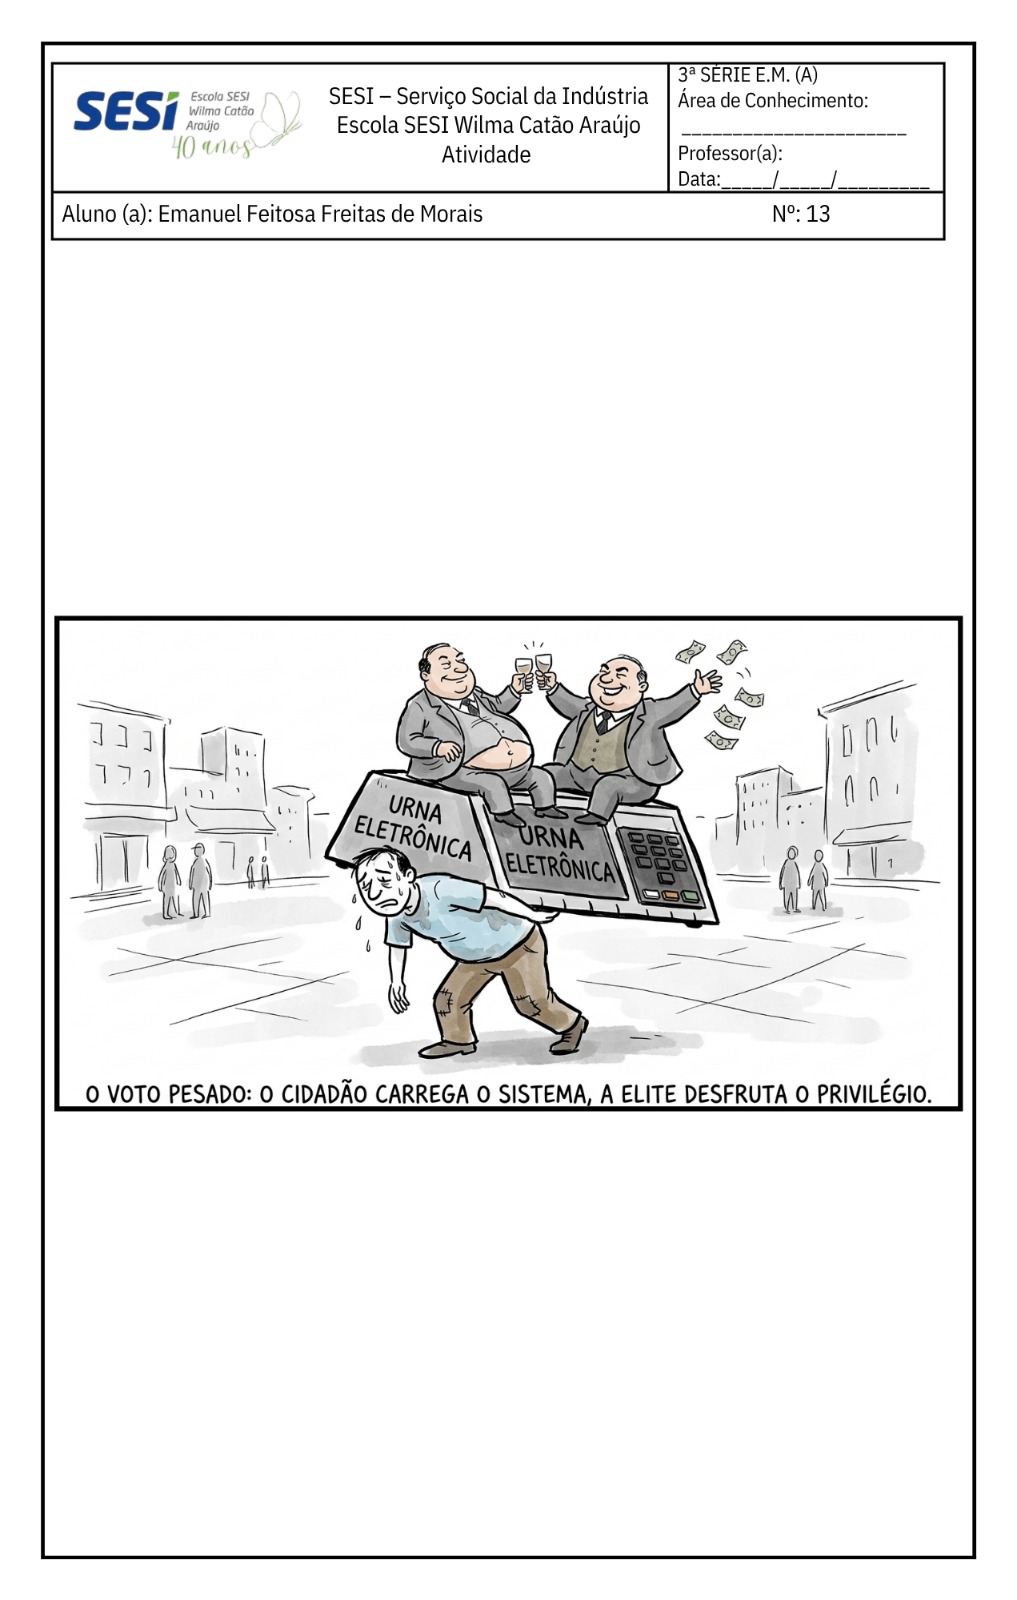 SESI
Escola SESI
Wilma Catão
Araújo
40 anos
SESI – Serviço Social da Indústria
Escola SESI Wilma Catão Araújo
Atividade
3ª SÉRIE E.M. (A)
Área de Conhecimento:
______________________
Professor(a):
Data:_____/_____/_________
Aluno (a): Emanuel Feitosa Freitas de Morais Nº: 13
URNA
ELETRÔNICA
URNA
ELETRÔNICA
O VOTO PESADO: O CIDADÃO CARREGA O SISTEMA, A ELITE DESFRUTA O PRIVILÉGIO.